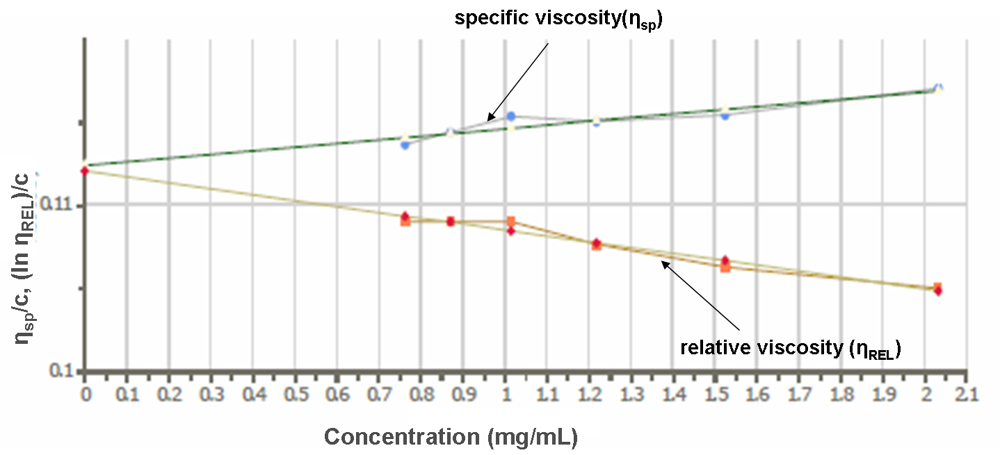 specific viscosity(ηsp)
ηsp/c, (ln ηREL)/c
0.11
relative viscosity (ηREL)
0.1
0 0.1 0.2 0.3 0.4 0.5 0.6 0.7 0.8 0.9 1 1.1 1.2 1.3 1.4 1.5 1.6 1.7 1.8 1.9 2 2.1
Concentration (mg/mL)